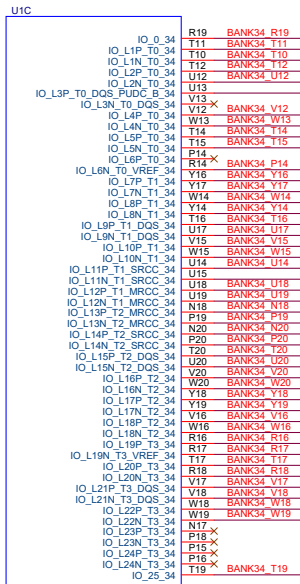 U1C
IO_0_34 R19 BANK34_R19
IO_L1P_T0_34 T11 BANK34_T11
IO_L1N_T0_34 T10 BANK34_T10
IO_L2P_T0_34 T12 BANK34_T12
IO_L2N_T0_34 U12 BANK34_U12
IO_L3P_T0_DQS_PUDC_B_34 U13
IO_L3N_T0_DQS_34 V13
IO_L4P_T0_34 V12 BANK34_V12
IO_L4N_T0_34 W13 BANK34_W13
IO_L5P_T0_34 T14 BANK34_T14
IO_L5N_T0_34 T15 BANK34_T15
IO_L6P_T0_34 P14
IO_L6N_T0_VREF_34 R14 BANK34_P14
IO_L7P_T1_34 Y16 BANK34_Y16
IO_L7N_T1_34 Y17 BANK34_Y17
IO_L8P_T1_34 W14 BANK34_W14
IO_L8N_T1_34 Y14 BANK34_Y14
IO_L9P_T1_DQS_34 T16 BANK34_T16
IO_L9N_T1_DQS_34 U17 BANK34_U17
IO_L10P_T1_34 V15 BANK34_V15
IO_L10N_T1_34 W15 BANK34_W15
IO_L11P_T1_SRCC_34 U14 BANK34_U14
IO_L11N_T1_SRCC_34 U15
IO_L12P_T1_MRCC_34 U18 BANK34_U18
IO_L12N_T1_MRCC_34 U19 BANK34_U19
IO_L13P_T2_MRCC_34 N18 BANK34_N18
IO_L13N_T2_MRCC_34 P19 BANK34_P19
IO_L14P_T2_SRCC_34 N20 BANK34_N20
IO_L14N_T2_SRCC_34 P20 BANK34_P20
IO_L15P_T2_DQS_34 T20 BANK34_T20
IO_L15N_T2_DQS_34 U20 BANK34_U20
IO_L16P_T2_34 V20 BANK34_V20
IO_L16N_T2_34 W20 BANK34_W20
IO_L17P_T2_34 Y18 BANK34_Y18
IO_L17N_T2_34 Y19 BANK34_Y19
IO_L18P_T2_34 V16 BANK34_V16
IO_L18N_T2_34 W16 BANK34_W16
IO_L19P_T3_34 R16 BANK34_R16
IO_L19N_T3_VREF_34 R17 BANK34_R17
IO_L20P_T3_34 T17 BANK34_T17
IO_L20N_T3_34 R18 BANK34_R18
IO_L21P_T3_DQS_34 V17 BANK34_V17
IO_L21N_T3_DQS_34 V18 BANK34_V18
IO_L22P_T3_34 W18 BANK34_W18
IO_L22N_T3_34 W19 BANK34_W19
IO_L23P_T3_34 N17
IO_L23N_T3_34 P18
IO_L24P_T3_34 P15
IO_L24N_T3_34 P16
IO_25_34 T19 BANK34_T19